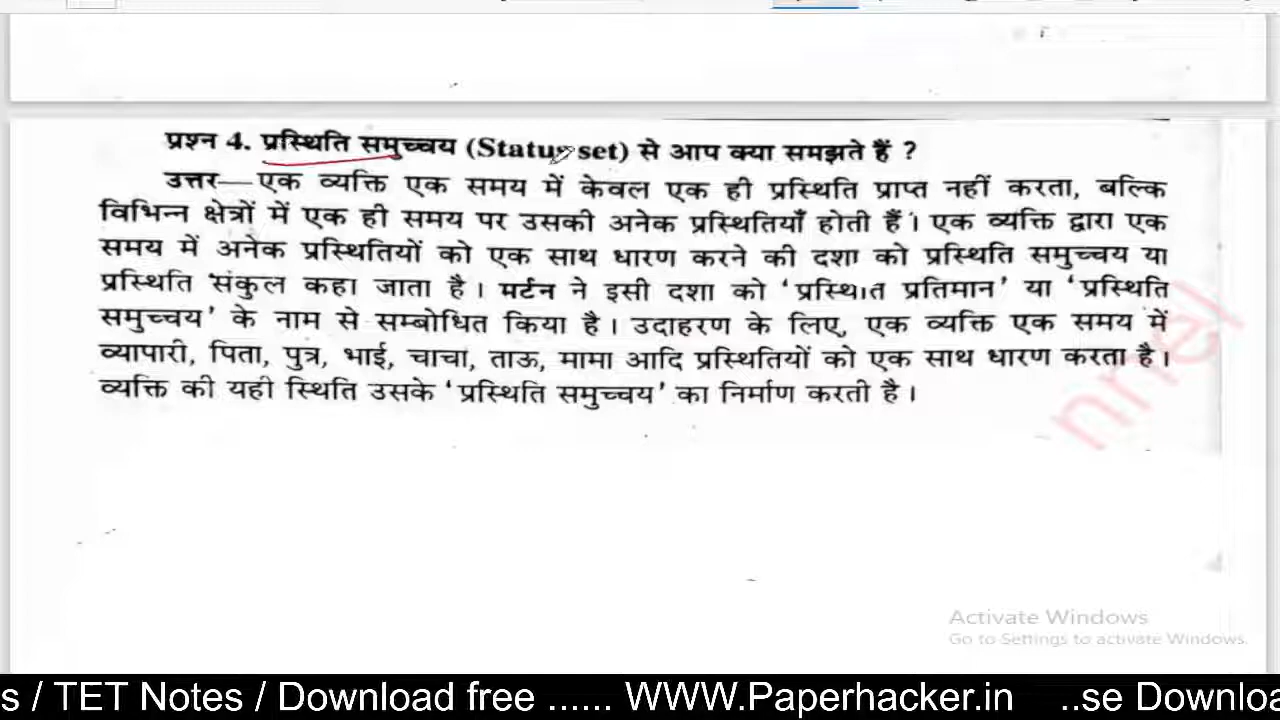 प्रश्न 4. प्रस्थिति समुच्चय (Status set) से आप क्या समझते हैं ?
उत्तर—एक व्यक्ति एक समय में केवल एक ही प्रस्थिति प्राप्त नहीं करता, बल्कि
विभिन्न क्षेत्रों में एक ही समय पर उसकी अनेक प्रस्थितियाँ होती हैं । एक व्यक्ति द्वारा एक
समय में अनेक प्रस्थितियों को एक साथ धारण करने की दशा को प्रस्थिति समुच्चय या
प्रस्थिति संकुल कहा जाता है । मर्टन ने इसी दशा को ‘प्रस्थिात प्रतिमान’ या ‘प्रस्थिति
समुच्चय’ के नाम से सम्बोधित किया है । उदाहरण के लिए, एक व्यक्ति एक समय में
व्यापारी, पिता, पुत्र, भाई, चाचा, ताऊ, मामा आदि प्रस्थितियों को एक साथ धारण करता है ।
व्यक्ति की यही स्थिति उसके ‘प्रस्थिति समुच्चय’ का निर्माण करती है ।
nnel
Activate Windows
Go to Settings to activate Windows.
s / TET Notes / Download free ...... WWW.Paperhacker.in ..se Downloa